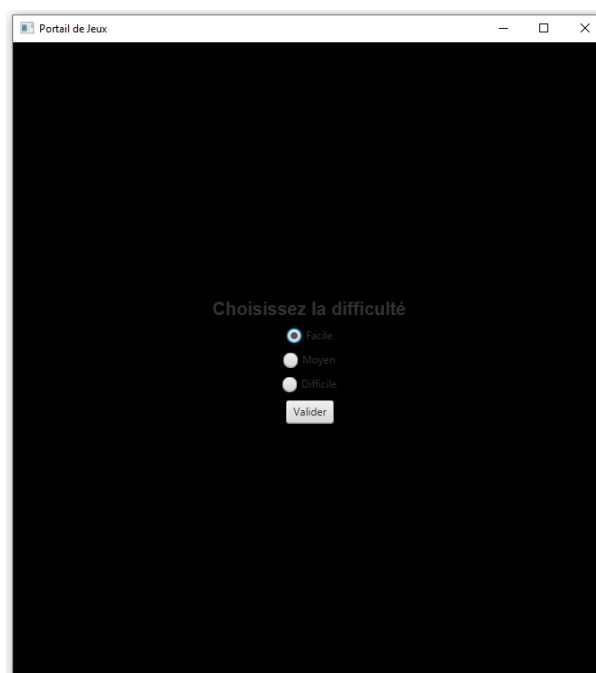 Portail de Jeux
Choisissez la difficulté
Facile
Moyen
Difficile
Valider